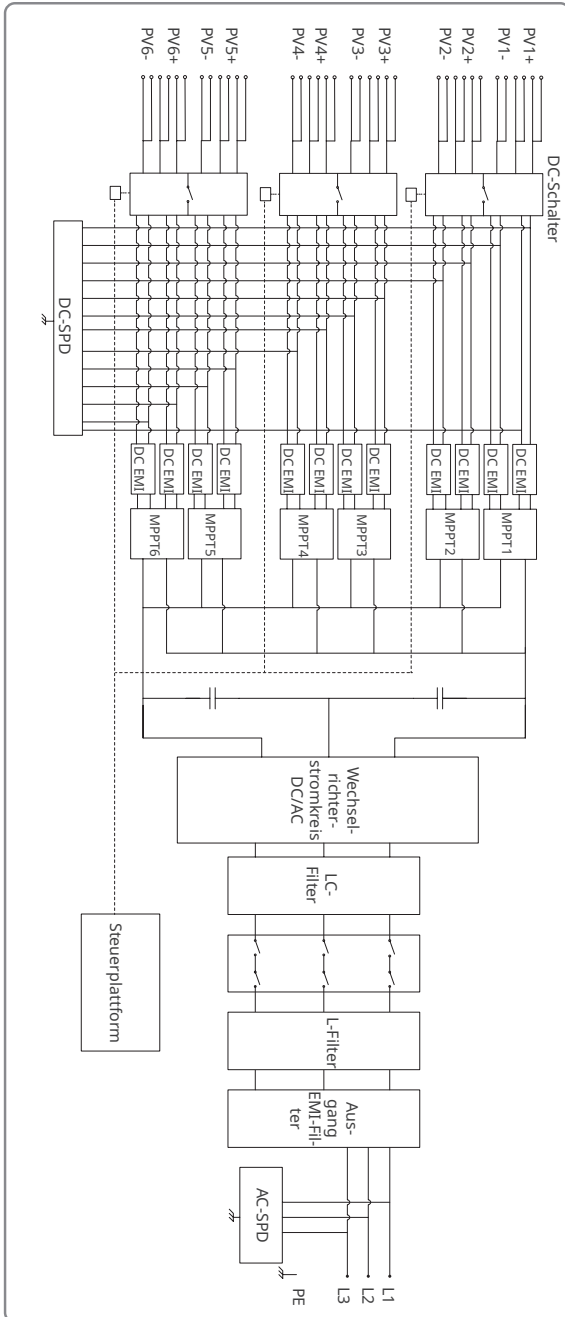 PV1+
PV1-
PV2+
PV2-
PV3+
PV3-
PV4+
PV4-
PV5+
PV5-
PV6+
PV6-
DC-Schalter
DC-SPD
DC EMI
DC EMI
DC EMI
DC EMI
DC EMI
DC EMI
DC EMI
DC EMI
DC EMI
DC EMI
DC EMI
DC EMI
MPPT1
MPPT2
MPPT3
MPPT4
MPPT5
MPPT6
Wechsel-
richter-
stromkreis
DC/AC
LC-
Filter
Steuerplattform
L-Filter
Aus-
gang
EMI-Fil-
ter
AC-SPD
L1
L2
L3
PE